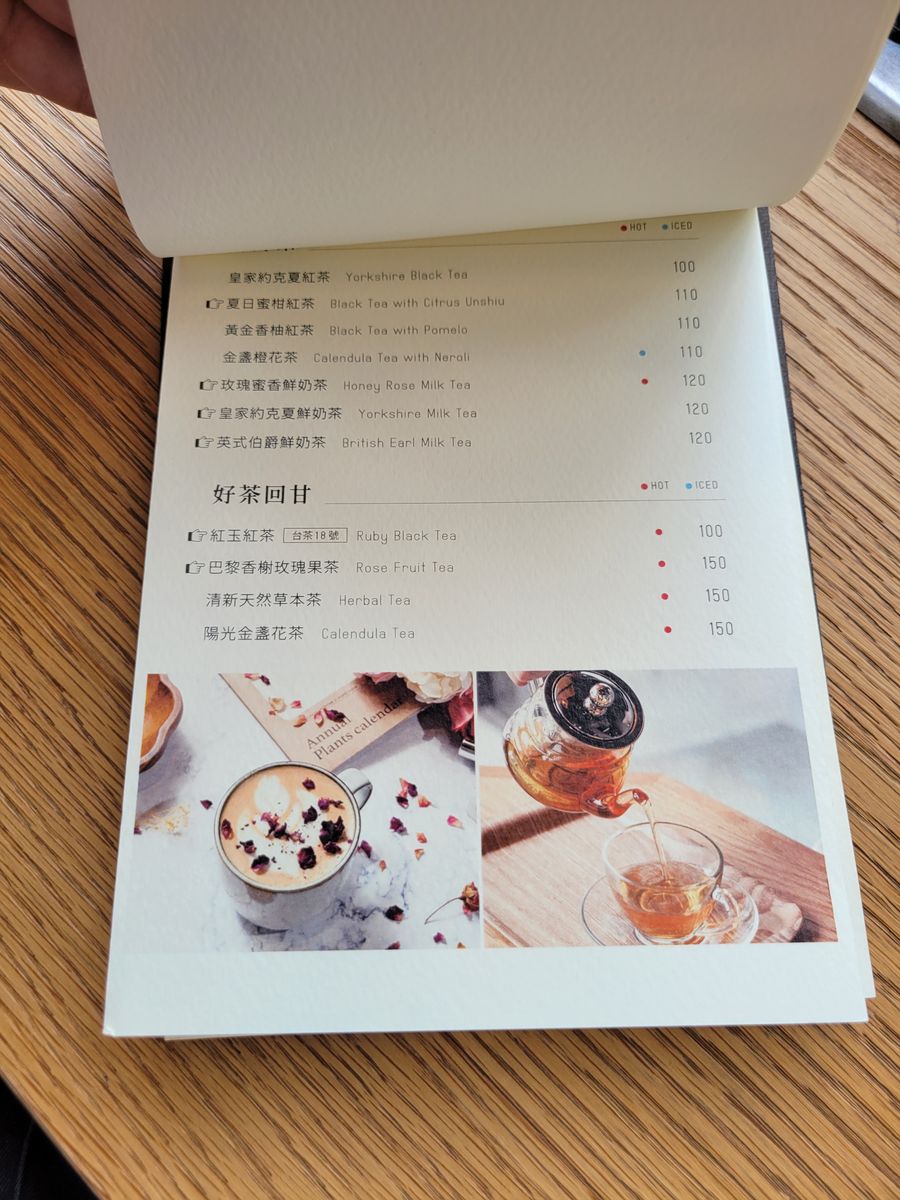 ● HOT ● ICED
皇家約克夏紅茶 Yorkshire Black Tea 100
☞夏日蜜柑紅茶 Black Tea with Citrus Unshiu 110
黃金香柚紅茶 Black Tea with Pomelo 110
金盞橙花茶 Calendula Tea with Neroli ● 110
☞玫瑰蜜香鮮奶茶 Honey Rose Milk Tea ● 120
☞皇家約克夏鮮奶茶 Yorkshire Milk Tea 120
☞英式伯爵鮮奶茶 British Earl Milk Tea 120
好茶回甘 ● HOT ● ICED
☞紅玉紅茶 台茶18號 Ruby Black Tea ● 100
☞巴黎香榭玫瑰果茶 Rose Fruit Tea ● 150
清新天然草本茶 Herbal Tea ● 150
陽光金盞花茶 Calendula Tea ● 150
Annual
Plants calendar